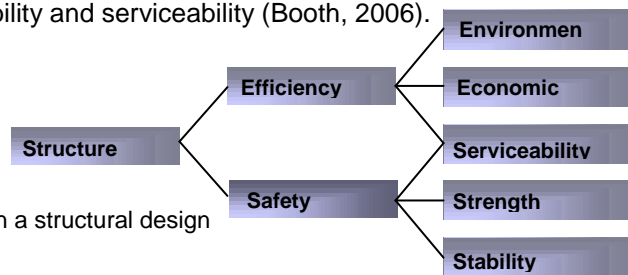 bility and serviceability (Booth, 2006).
Environmen
Efficiency
Economic
Structure
Serviceability
Safety
Strength
n a structural design
Stability